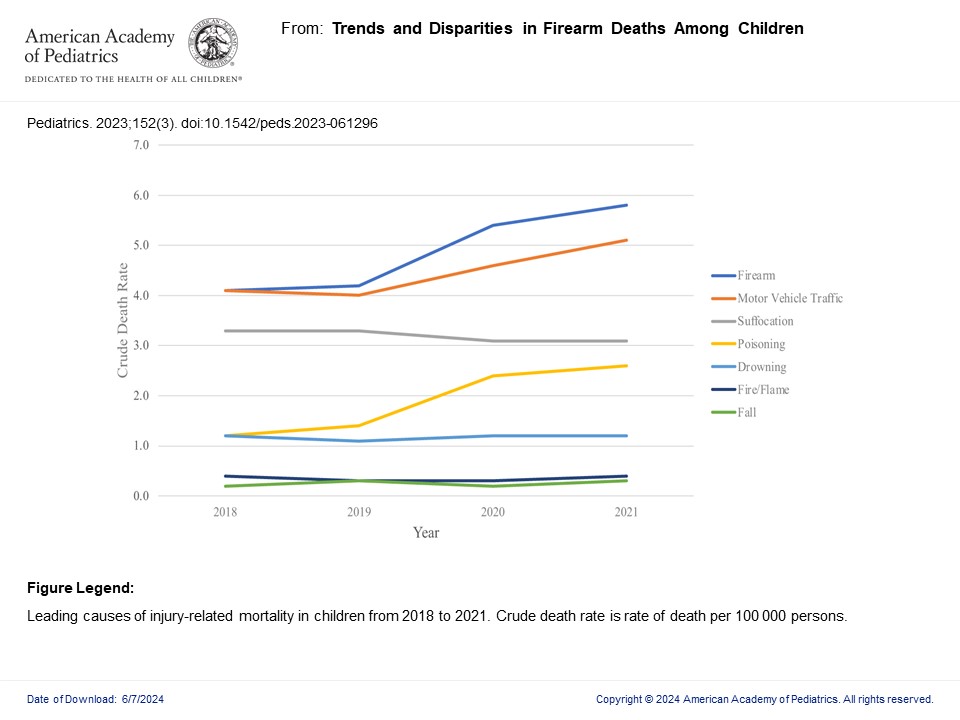 American Academy
of Pediatrics
DEDICATED TO THE HEALTH OF ALL CHILDREN®
From: Trends and Disparities in Firearm Deaths Among Children
Pediatrics. 2023;152(3). doi:10.1542/peds.2023-061296
7.0
6.0
5.0
4.0
3.0
2.0
1.0
0.0
Crude Death Rate
2018 2019 2020 2021
Year
Firearm
Motor Vehicle Traffic
Suffocation
Poisoning
Drowning
Fire/Flame
Fall
Figure Legend:
Leading causes of injury-related mortality in children from 2018 to 2021. Crude death rate is rate of death per 100 000 persons.
Date of Download: 6/7/2024
Copyright © 2024 American Academy of Pediatrics. All rights reserved.